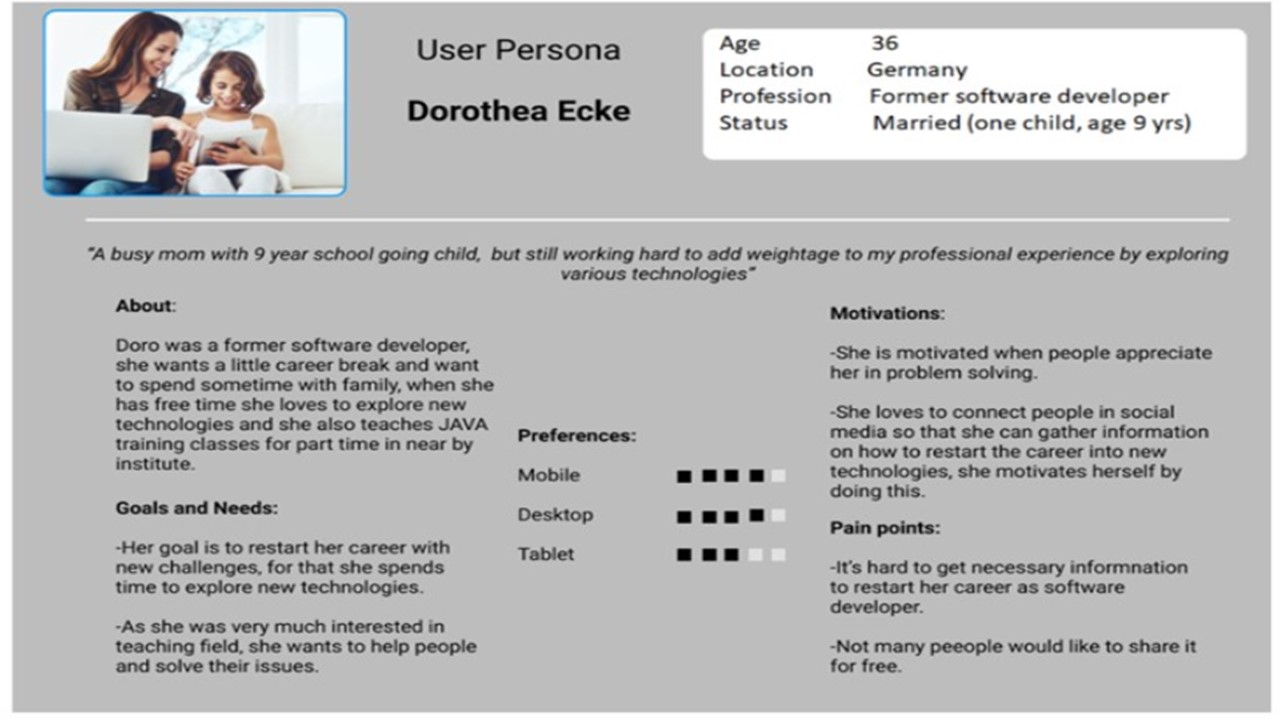 User Persona
Dorothea Ecke
Age 36
Location Germany
Profession Former software developer
Status Married (one child, age 9 yrs)
"A busy mom with 9 year school going child, but still working hard to add weightage to my professional experience by exploring
various technologies"
About:
Doro was a former software developer,
she wants a little career break and want
to spend sometime with family, when she
has free time she loves to explore new
technologies and she also teaches JAVA
training classes for part time in near by
institute.
Goals and Needs:
-Her goal is to restart her career with
new challenges, for that she spends
time to explore new technologies.
-As she was very much interested in
teaching field, she wants to help people
and solve their issues.
Preferences:
Mobile
Desktop
Tablet
Motivations:
-She is motivated when people appreciate
her in problem solving.
-She loves to connect people in social
media so that she can gather information
on how to restart the career into new
technologies, she motivates herself by
doing this.
Pain points:
-It's hard to get necessary informnation
to restart her career as software
developer.
-Not many peeople would like to share it
for free.